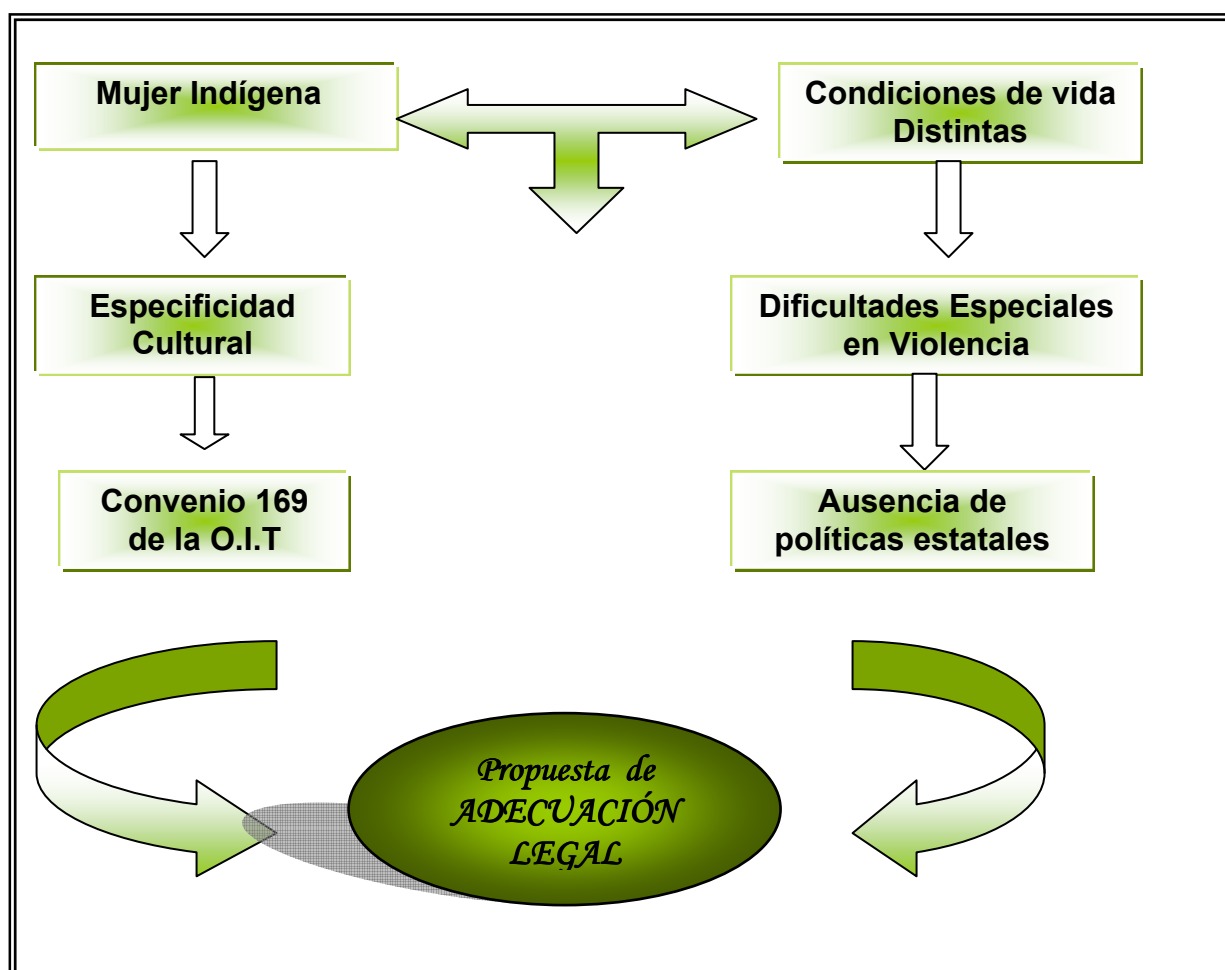 Mujer Indígena
Condiciones de vida
Distintas
Especificidad
Cultural
Dificultades Especiales
en Violencia
Convenio 169
de la O.I.T
Ausencia de
políticas estatales
Propuesta de
ADECUACIÓN
LEGAL